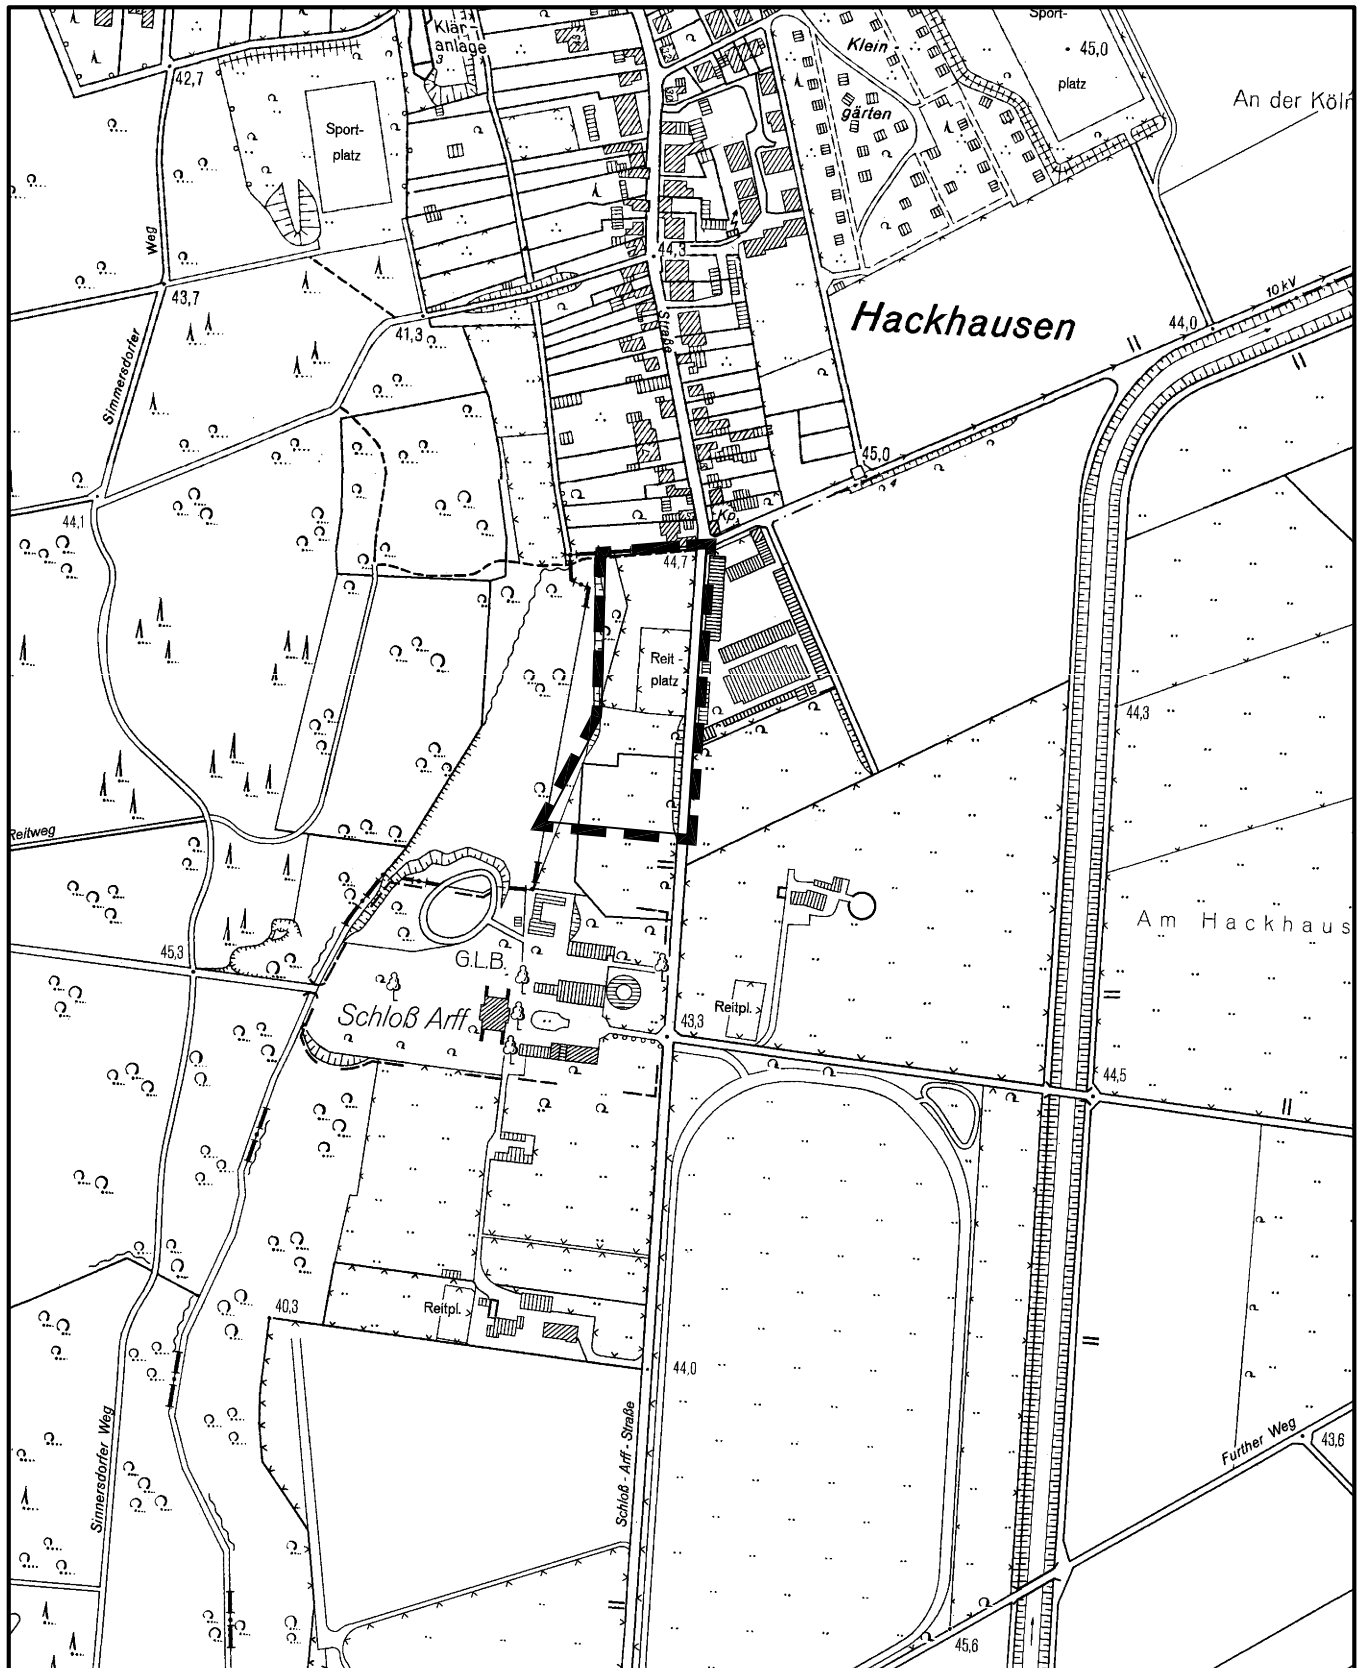 Klär-
anlage
3
Sport-
45,0
platz
Klein
gärten
An der Köln
42,7
Sport-
platz
Weg
44,3
43,7
10 kV
44,0
Hackhausen
Straße
41,3
Simmersdorfer
45,0
Kp.
44,1
44,7
Reit-
platz
44,3
Reitweg
Am Hackhaus
45,3
G.L.B.
Schloß Arff
Reitpl.
43,3
44,5
40,3
Reitpl.
44,0
Schloß - Arff - Straße
Sinnersdorfer Weg
Further Weg
43,6
45,6